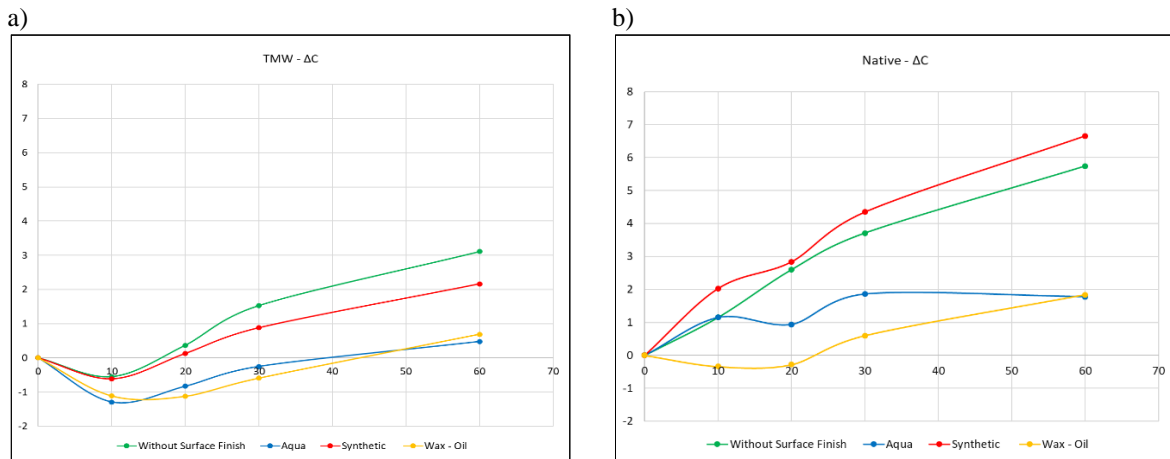 a)
b)
TMW - ΔC
8
7
6
5
4
3
2
1
0
-1
-2
0 10 20 30 40 50 60 70
Without Surface Finish Aqua Synthetic Wax - Oil
Native - ΔC
8
7
6
5
4
3
2
1
0
-1
-2
0 10 20 30 40 50 60 70
Without Surface Finish Aqua Synthetic Wax - Oil